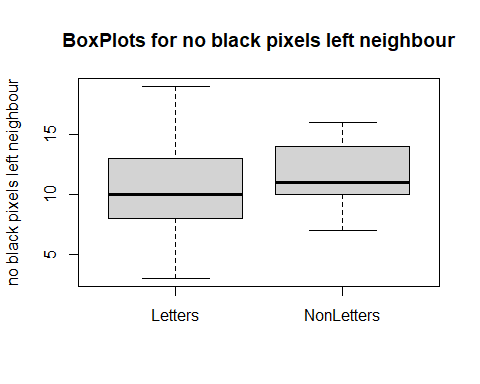 BoxPlots for no black pixels left neighbour
no black pixels left neighbour
15
10
5
Letters
NonLetters